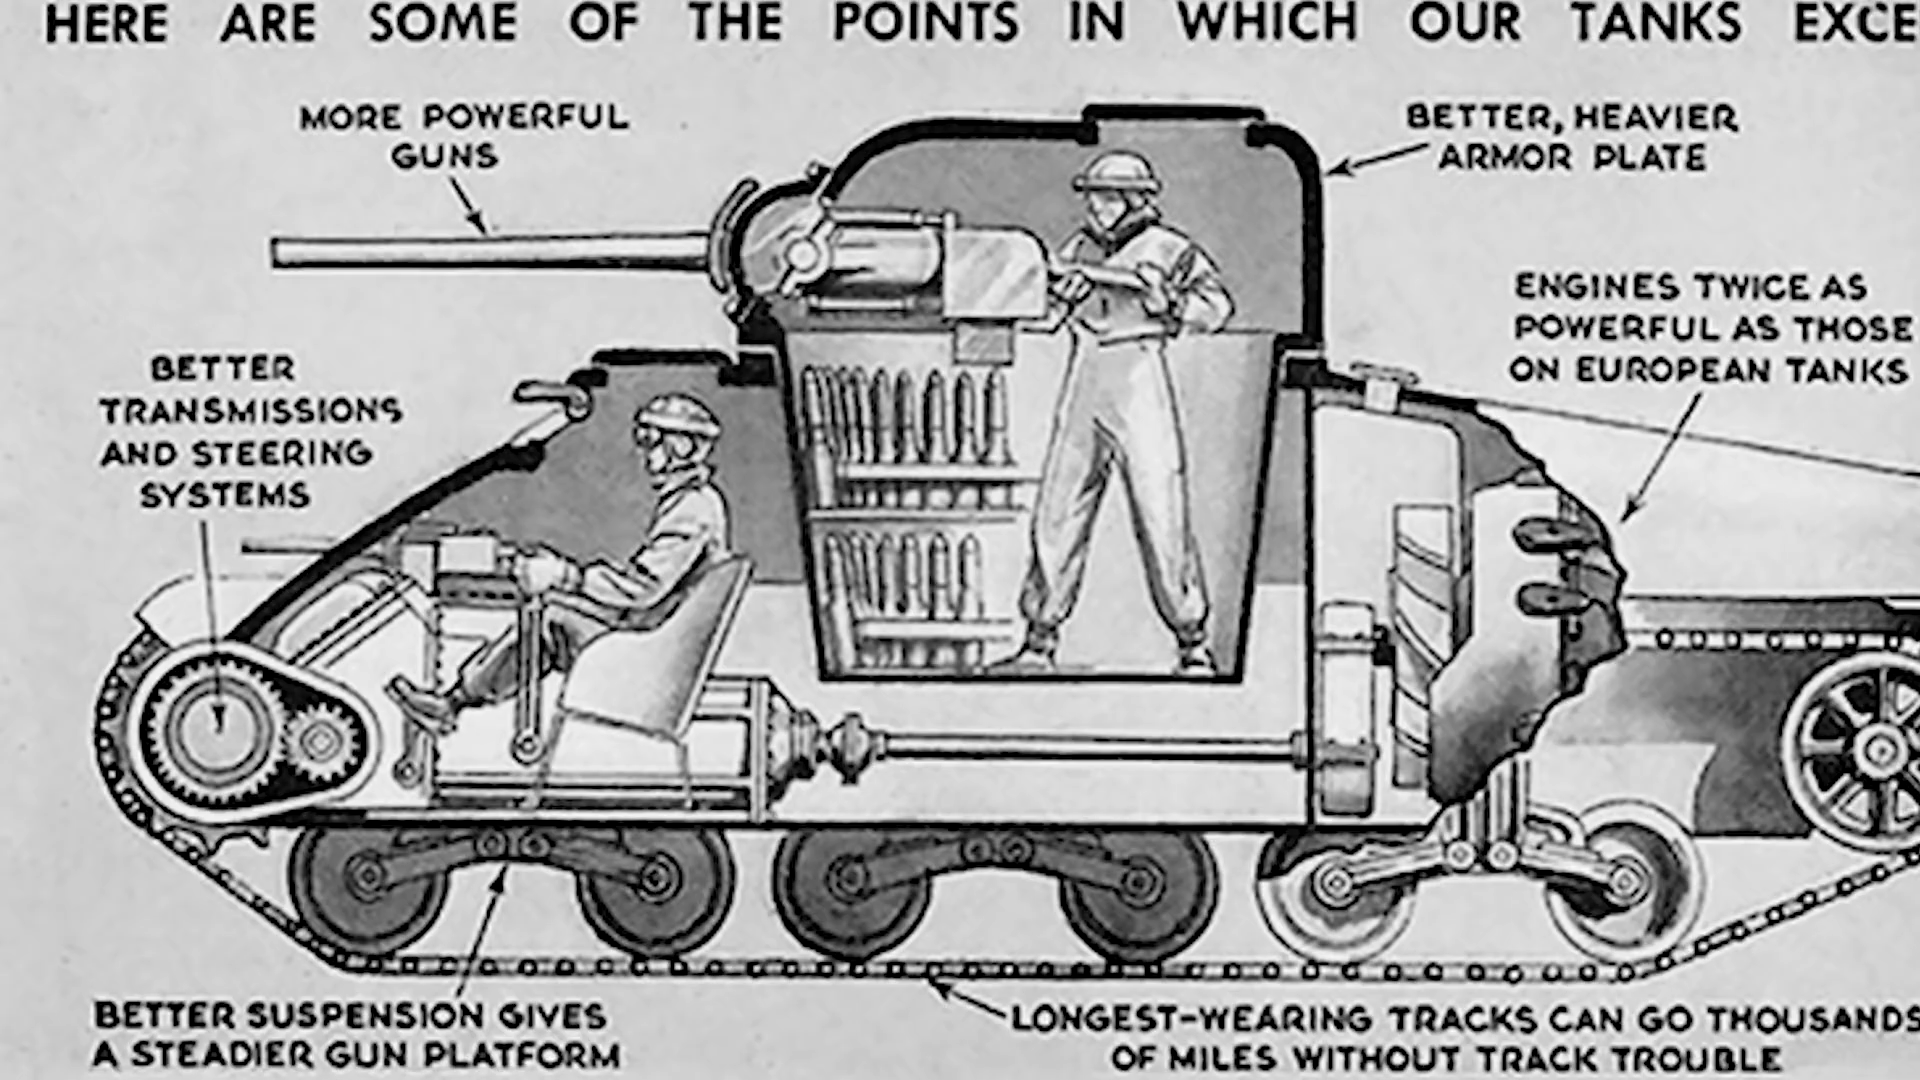 HERE ARE SOME OF THE POINTS IN WHICH OUR TANKS EXCE
MORE POWERFUL
GUNS
BETTER, HEAVIER
ARMOR PLATE
ENGINES TWICE AS
POWERFUL AS THOSE
ON EUROPEAN TANKS
BETTER
TRANSMISSIONS
AND STEERING
SYSTEMS
BETTER SUSPENSION GIVES
A STEADIER GUN PLATFORM
LONGEST-WEARING TRACKS CAN GO THOUSANDS
OF MILES WITHOUT TRACK TROUBLE